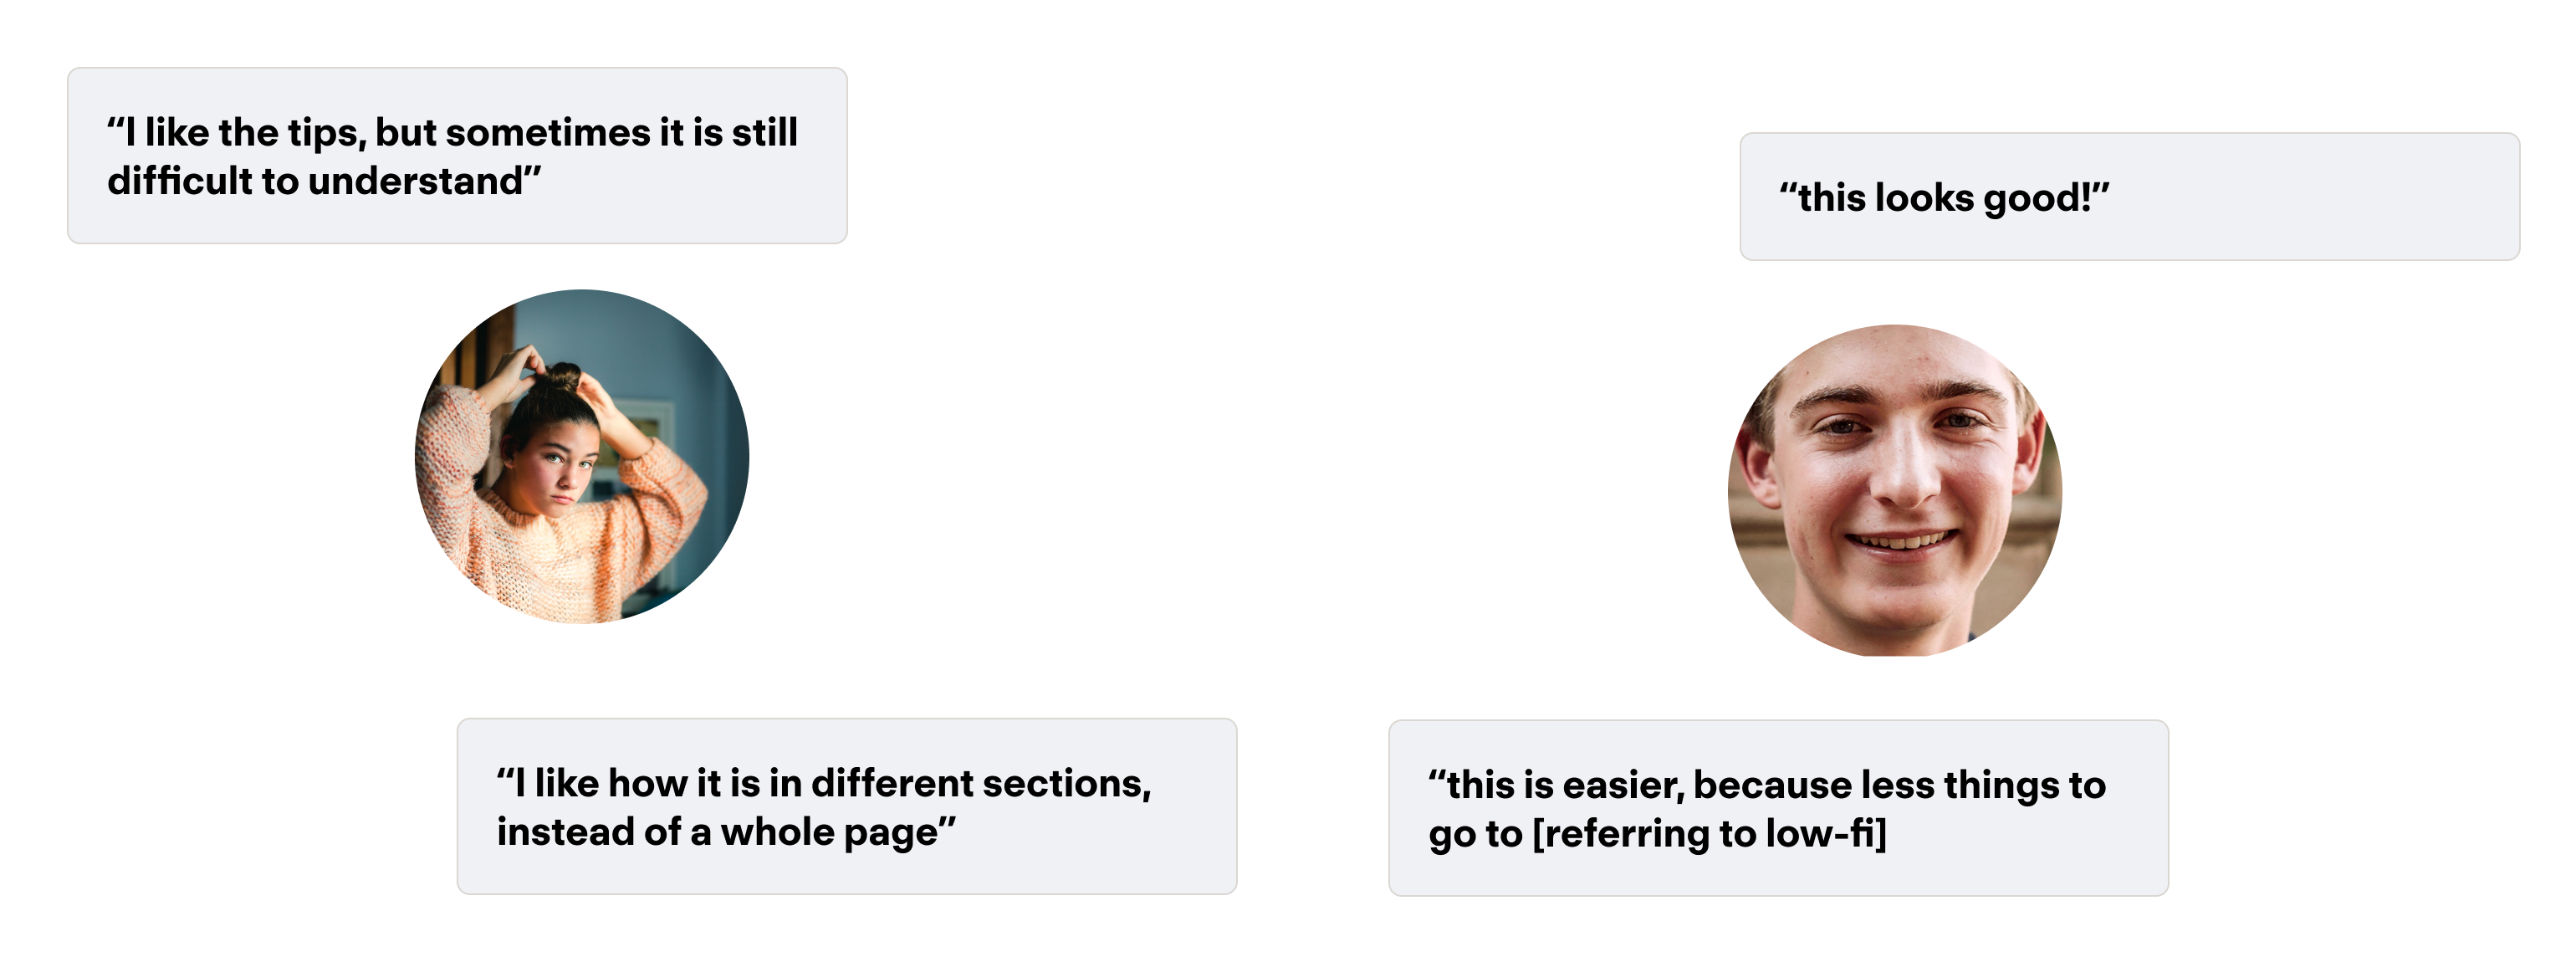 “I like the tips, but sometimes it is still
difficult to understand”
“this looks good!”
“I like how it is in different sections,
instead of a whole page”
“this is easier, because less things to
go to [referring to low-fi]